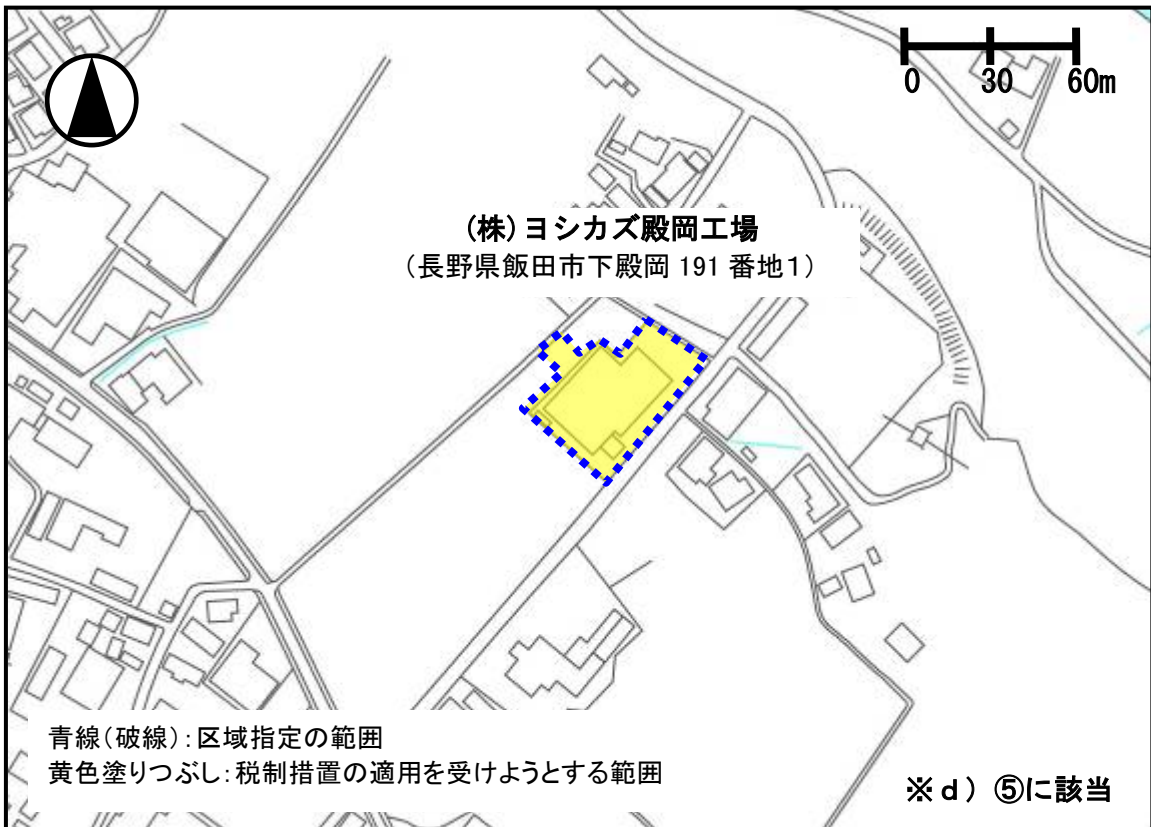 0 30 60m
(株)ヨシカズ殿岡工場
(長野県飯田市下殿岡 191 番地1)
青線(破線):区域指定の範囲
黄色塗りつぶし:税制措置の適用を受けようとする範囲
※d) ⑤に該当